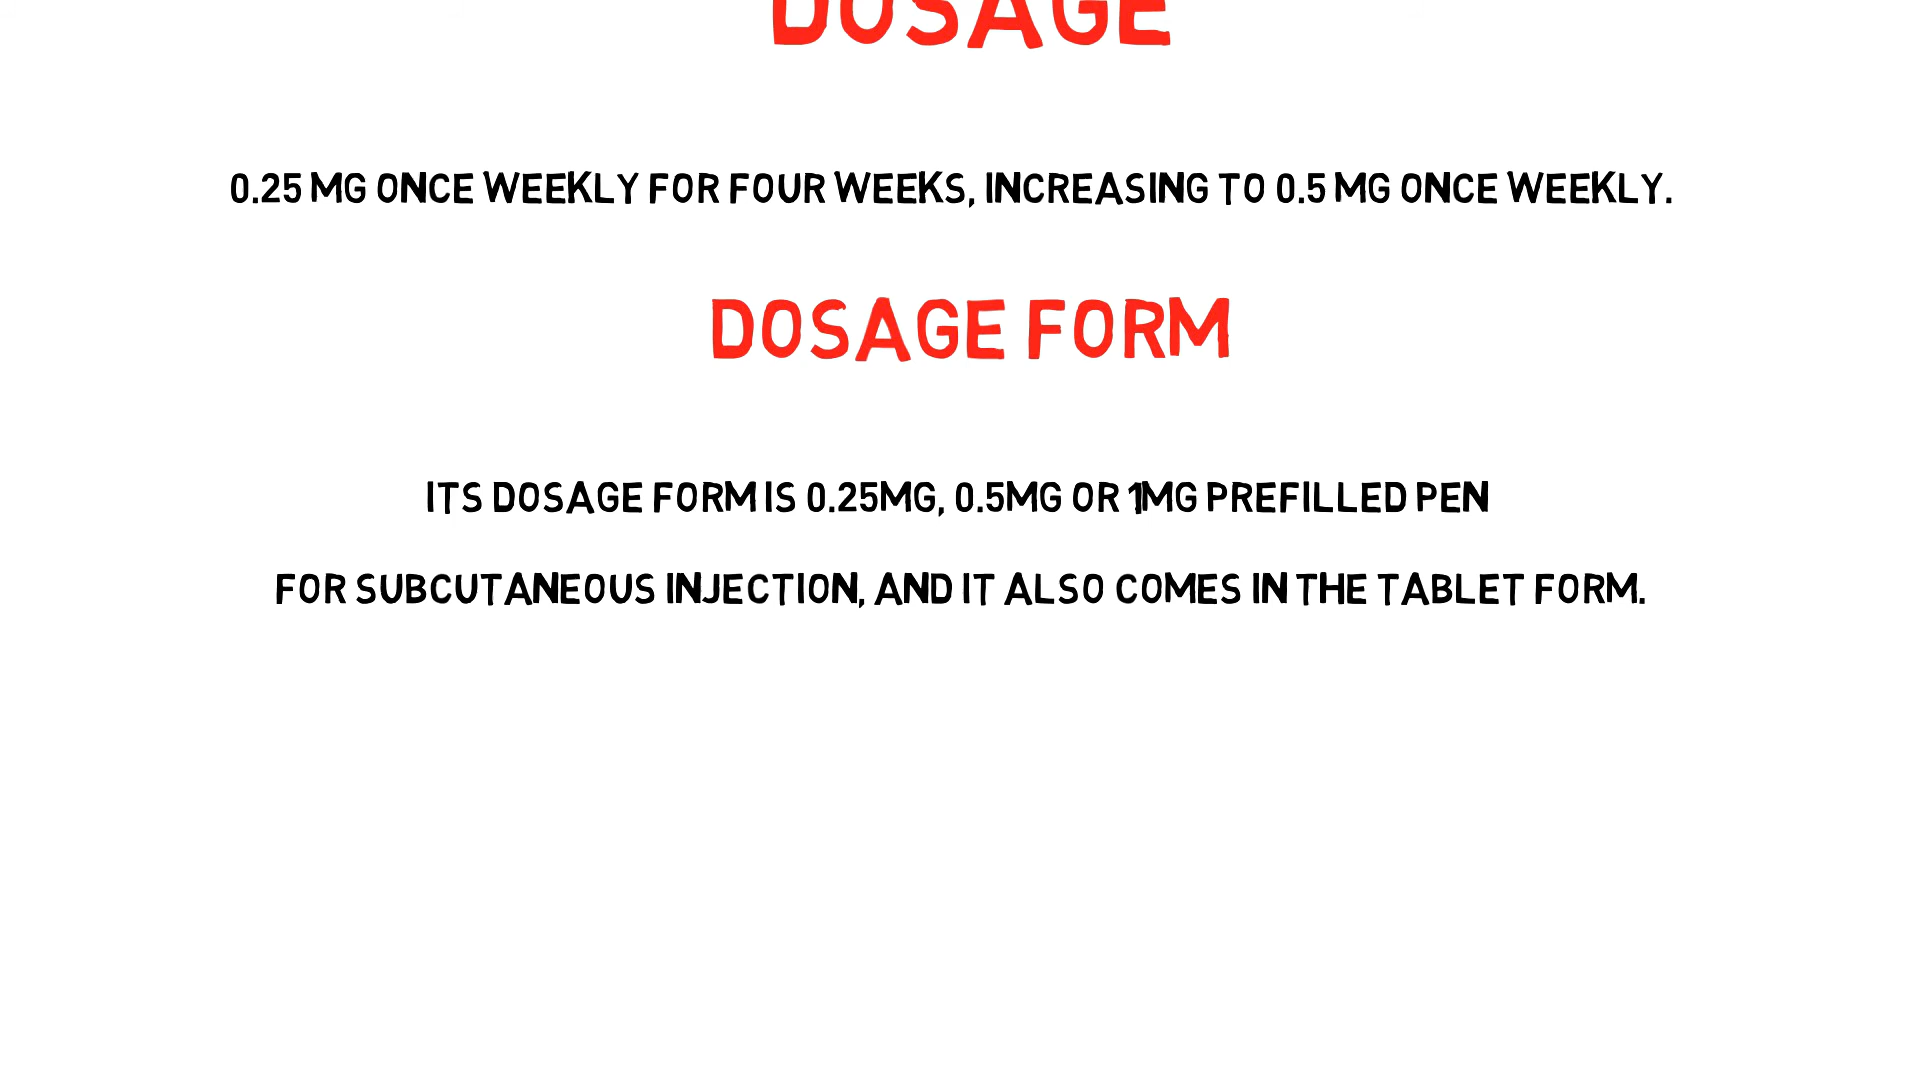 DOSAGE
0.25 MG ONCE WEEKLY FOR FOUR WEEKS, INCREASING TO 0.5 MG ONCE WEEKLY.
DOSAGE FORM
ITS DOSAGE FORM IS 0.25MG, 0.5MG OR 1MG PREFILLED PEN
FOR SUBCUTANEOUS INJECTION, AND IT ALSO COMES IN THE TABLET FORM.